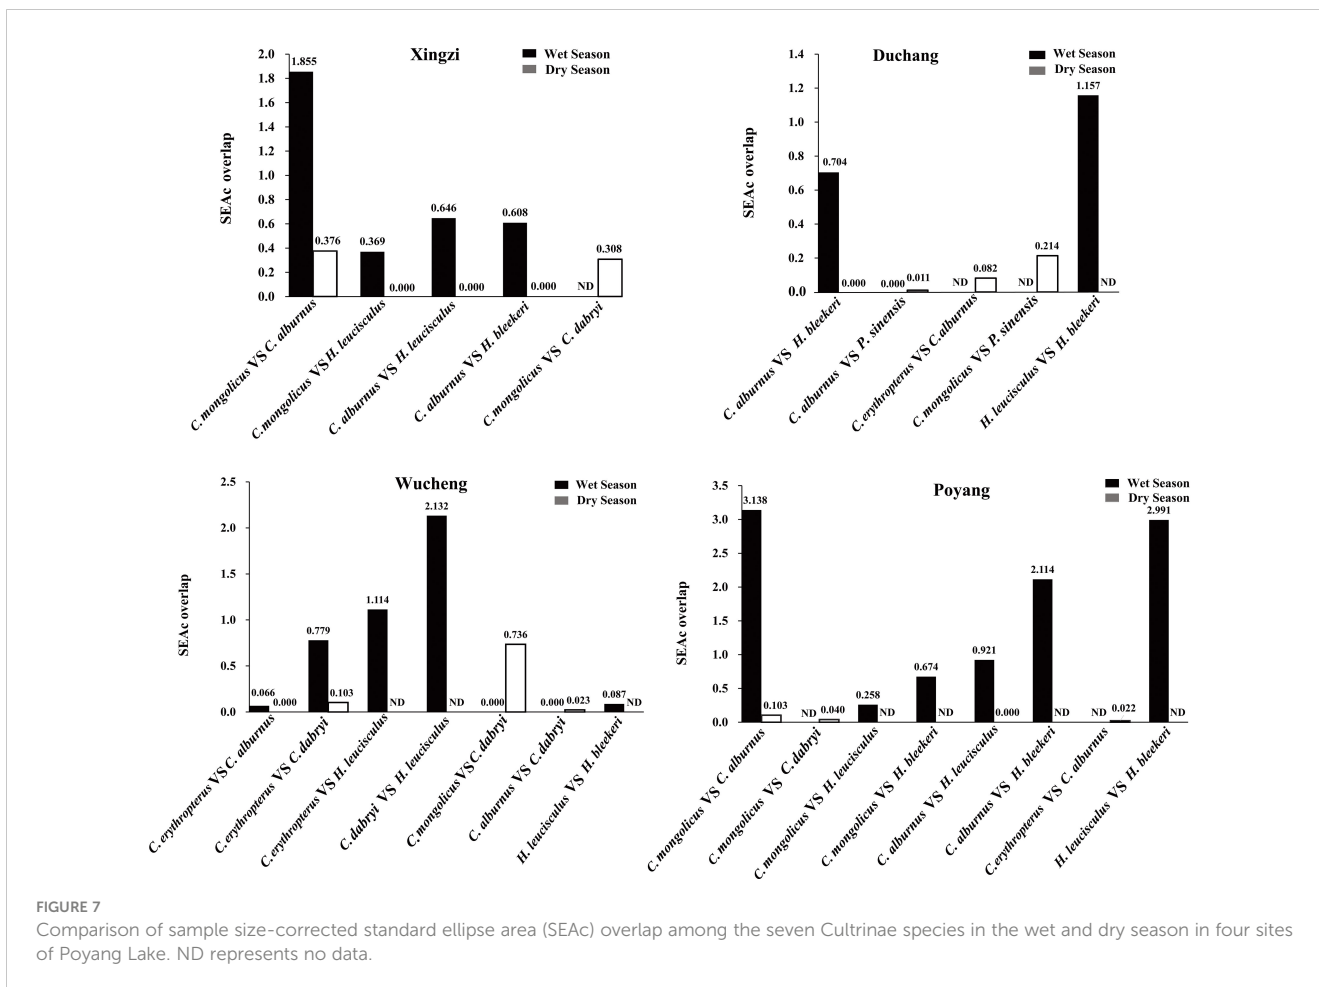 Xingzi
Wet Season
Dry Season
SEAc overlap
2.0
1.8
1.6
1.4
1.2
1.0
0.8
0.6
0.4
0.2
0.0
1.855
0.376
0.369
0.000
0.646
0.000
0.608
0.000
ND
0.308
C. mongolicus VS C. alburnus
C. mongolicus VS H. leucisculus
C. alburnus VS H. leucisculus
C. alburnus VS H. bleekeri
C. mongolicus VS C. dabryi
Duchang
Wet Season
Dry Season
SEAc overlap
1.4
1.2
1.0
0.8
0.6
0.4
0.2
0.0
0.704
0.000
0.000
0.011
ND
0.082
ND
0.214
1.157
ND
C. alburnus VS H. bleekeri
C. alburnus VS P. sinensis
C. erythropterus VS C.alburnus
C. mongolicus VS P. sinensis
H. leucisculus VS H. bleekeri
Wucheng
Wet Season
Dry Season
SEAc overlap
2.5
2.0
1.5
1.0
0.5
0.0
0.066
0.000
0.779
0.103
1.114
ND
2.132
ND
0.000
0.736
0.000
0.023
0.087
ND
C. erythropterus VS C. alburnus
C. erythropterus VS C. dabryi
C. erythropterus VS H. leucisculus
C. dabryi VS H. leucisculus
C. mongolicus VS C. dabryi
C. alburnus VS C. dabryi
H. leucisculus VS H. bleekeri
Poyang
Wet Season
Dry Season
SEAc overlap
3.5
3.0
2.5
2.0
1.5
1.0
0.5
0.0
3.138
0.103
ND
0.040
0.258
ND
0.674
ND
0.921
0.000
2.114
ND
ND
0.022
2.991
ND
C. mongolicus VS C. alburnus
C. mongolicus VS C. dabryi
C. mongolicus VS H. leucisculus
C. mongolicus VS H. bleekeri
C. alburnus VS H. leucisculus
C. alburnus VS H. bleekeri
C. erythropterus VS C. alburnus
H. leucisculus VS H. bleekeri
FIGURE 7
Comparison of sample size-corrected standard ellipse area (SEAc) overlap among the seven Cultrinae species in the wet and dry season in four sites
of Poyang Lake. ND represents no data.